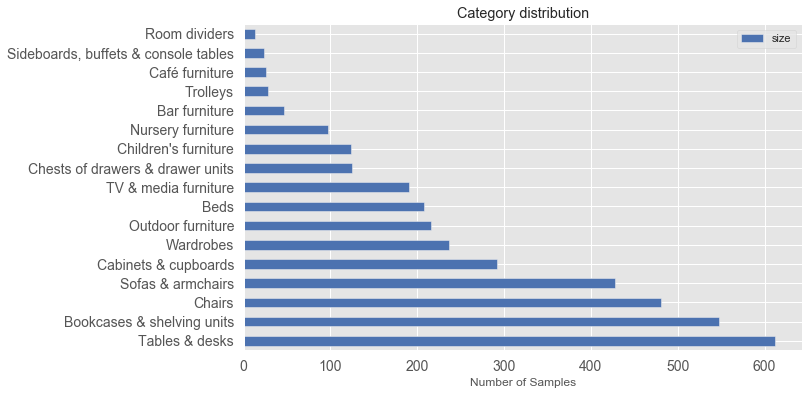 Category distribution
size
Room dividers
Sideboards, buffets & console tables
Café furniture
Trolleys
Bar furniture
Nursery furniture
Children's furniture
Chests of drawers & drawer units
TV & media furniture
Beds
Outdoor furniture
Wardrobes
Cabinets & cupboards
Sofas & armchairs
Chairs
Bookcases & shelving units
Tables & desks
0 100 200 300 400 500 600
Number of Samples